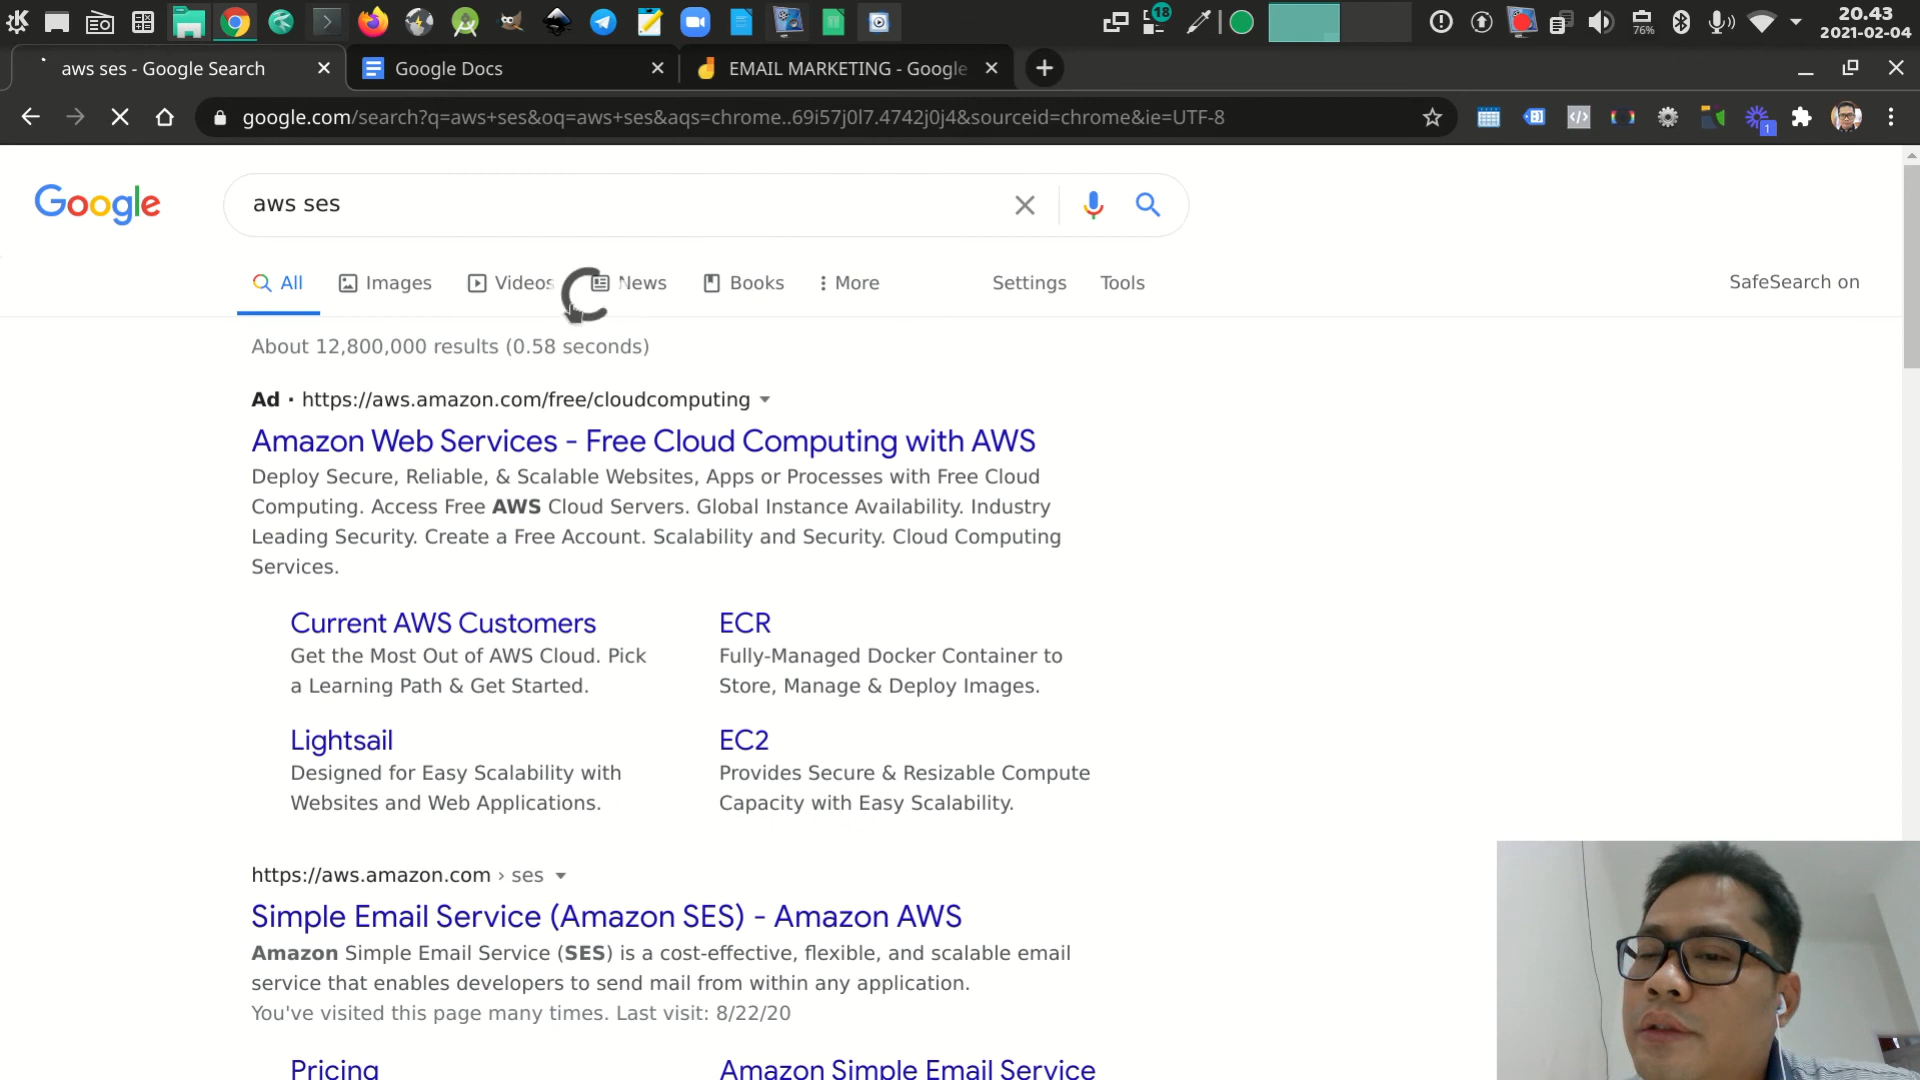 18
76%
20.43
2021-02-04
aws ses - Google Search
Google Docs
EMAIL MARKETING - Google
google.com/search?q=aws+ses&oq=aws+ses&aqs=chrome..69i57j0l7.4742j0j4&sourceid=chrome&ie=UTF-8
1
Google
aws ses
All
Images
Videos
News
Books
More
Settings
Tools
SafeSearch on
About 12,800,000 results (0.58 seconds)
Ad · https://aws.amazon.com/free/cloudcomputing
Amazon Web Services - Free Cloud Computing with AWS
Deploy Secure, Reliable, & Scalable Websites, Apps or Processes with Free Cloud
Computing. Access Free AWS Cloud Servers. Global Instance Availability. Industry
Leading Security. Create a Free Account. Scalability and Security. Cloud Computing
Services.
Current AWS Customers
Get the Most Out of AWS Cloud. Pick
a Learning Path & Get Started.
ECR
Fully-Managed Docker Container to
Store, Manage & Deploy Images.
Lightsail
Designed for Easy Scalability with
Websites and Web Applications.
EC2
Provides Secure & Resizable Compute
Capacity with Easy Scalability.
https://aws.amazon.com › ses
Simple Email Service (Amazon SES) - Amazon AWS
Amazon Simple Email Service (SES) is a cost-effective, flexible, and scalable email
service that enables developers to send mail from within any application.
You've visited this page many times. Last visit: 8/22/20
Pricing
Amazon Simple Email Service